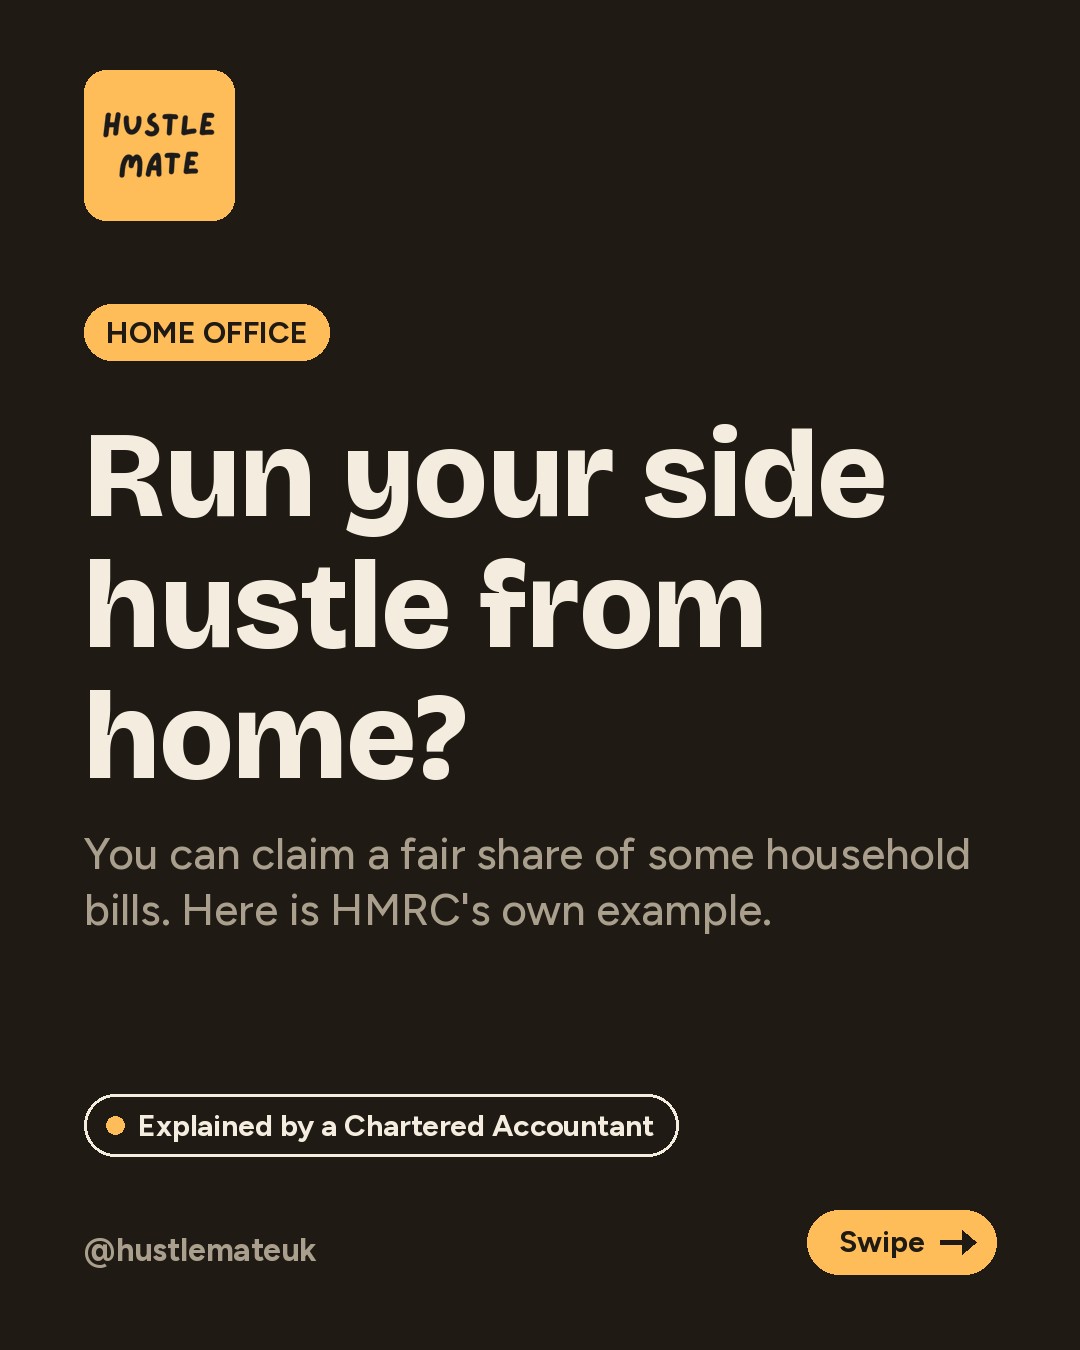 HUSTLE
MATE
HOME OFFICE
Run your side
hustle from
home?
You can claim a fair share of some household
bills. Here is HMRC's own example.
Explained by a Chartered Accountant
@hustlemateuk
Swipe